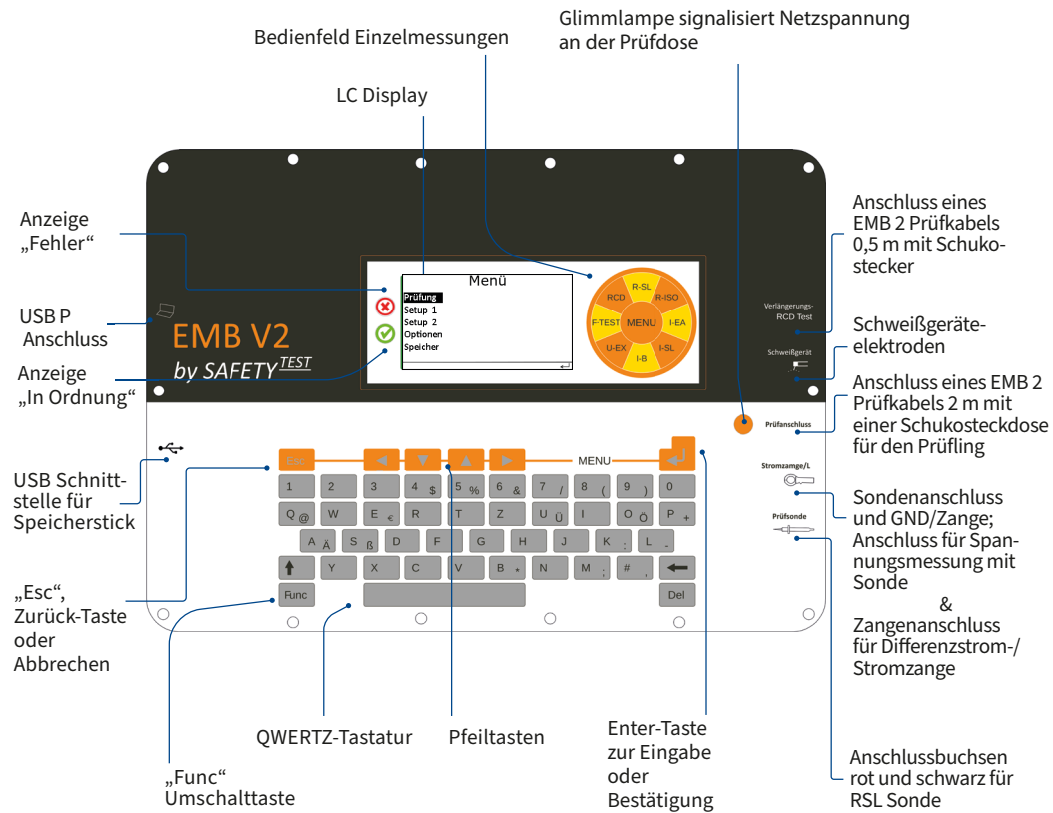 Glimmlampe signalisiert Netzspannung
an der Prüfdose
Bedienfeld Einzelmessungen
LC Display
Anzeige
„Fehler“
USB P
Anschluss
Anzeige
„In Ordnung“
USB Schnitt-
stelle für
Speicherstick
„Esc“,
Zurück-Taste
oder
Abbrechen
„Func“
Umschalttaste
QWERTZ-Tastatur
Pfeiltasten
Enter-Taste
zur Eingabe
oder
Bestätigung
Anschluss eines
EMB 2 Prüfkabels
0,5 m mit Schuko-
stecker
Schweißgeräte-
elektroden
Anschluss eines EMB 2
Prüfkabels 2 m mit
einer Schukosteckdose
für den Prüfling
Sondenanschluss
und GND/Zange;
Anschluss für Span-
nungsmessung mit
Sonde
&
Zangenanschluss
für Differenzstrom-/
Stromzange
Anschlussbuchsen
rot und schwarz für
RSL Sonde
EMB V2
by SAFETYTEST
Menü
Prüfung
Setup 1
Setup 2
Optionen
Speicher
R-SL
RCD
R-ISO
F-TEST
MENU
I-EA
U-EX
I-SL
I-B
Verlängerungs-
RCD Test
Schweißgerät
Prüfanschluss
Stromzamge/L
Prüfsonde
Esc
MENU
1 2 3 4 $ 5 % 6 & 7 / 8 ( 9 ) 0
Q @ W E € R T Z U Ü I O Ö P +
A Ä S ß D F G H J K : L -
Y X C V B * N M ; # ,
Func
Del